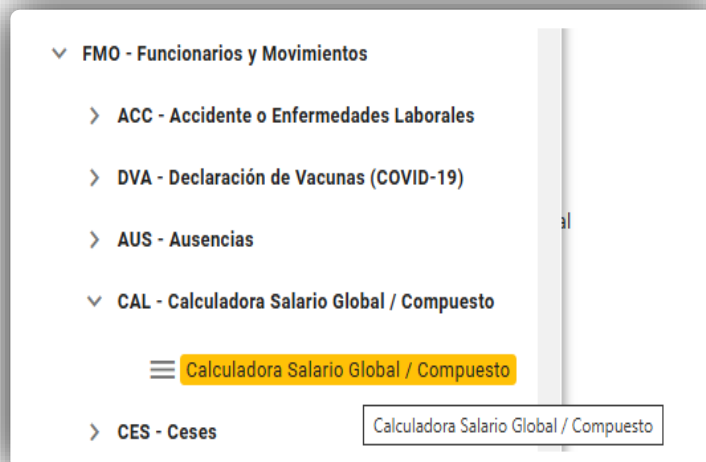 FMO - Funcionarios y Movimientos
ACC - Accidente o Enfermedades Laborales
DVA - Declaración de Vacunas (COVID-19)
al
AUS - Ausencias
CAL - Calculadora Salario Global / Compuesto
Calculadora Salario Global / Compuesto
CES - Ceses
Calculadora Salario Global / Compuesto